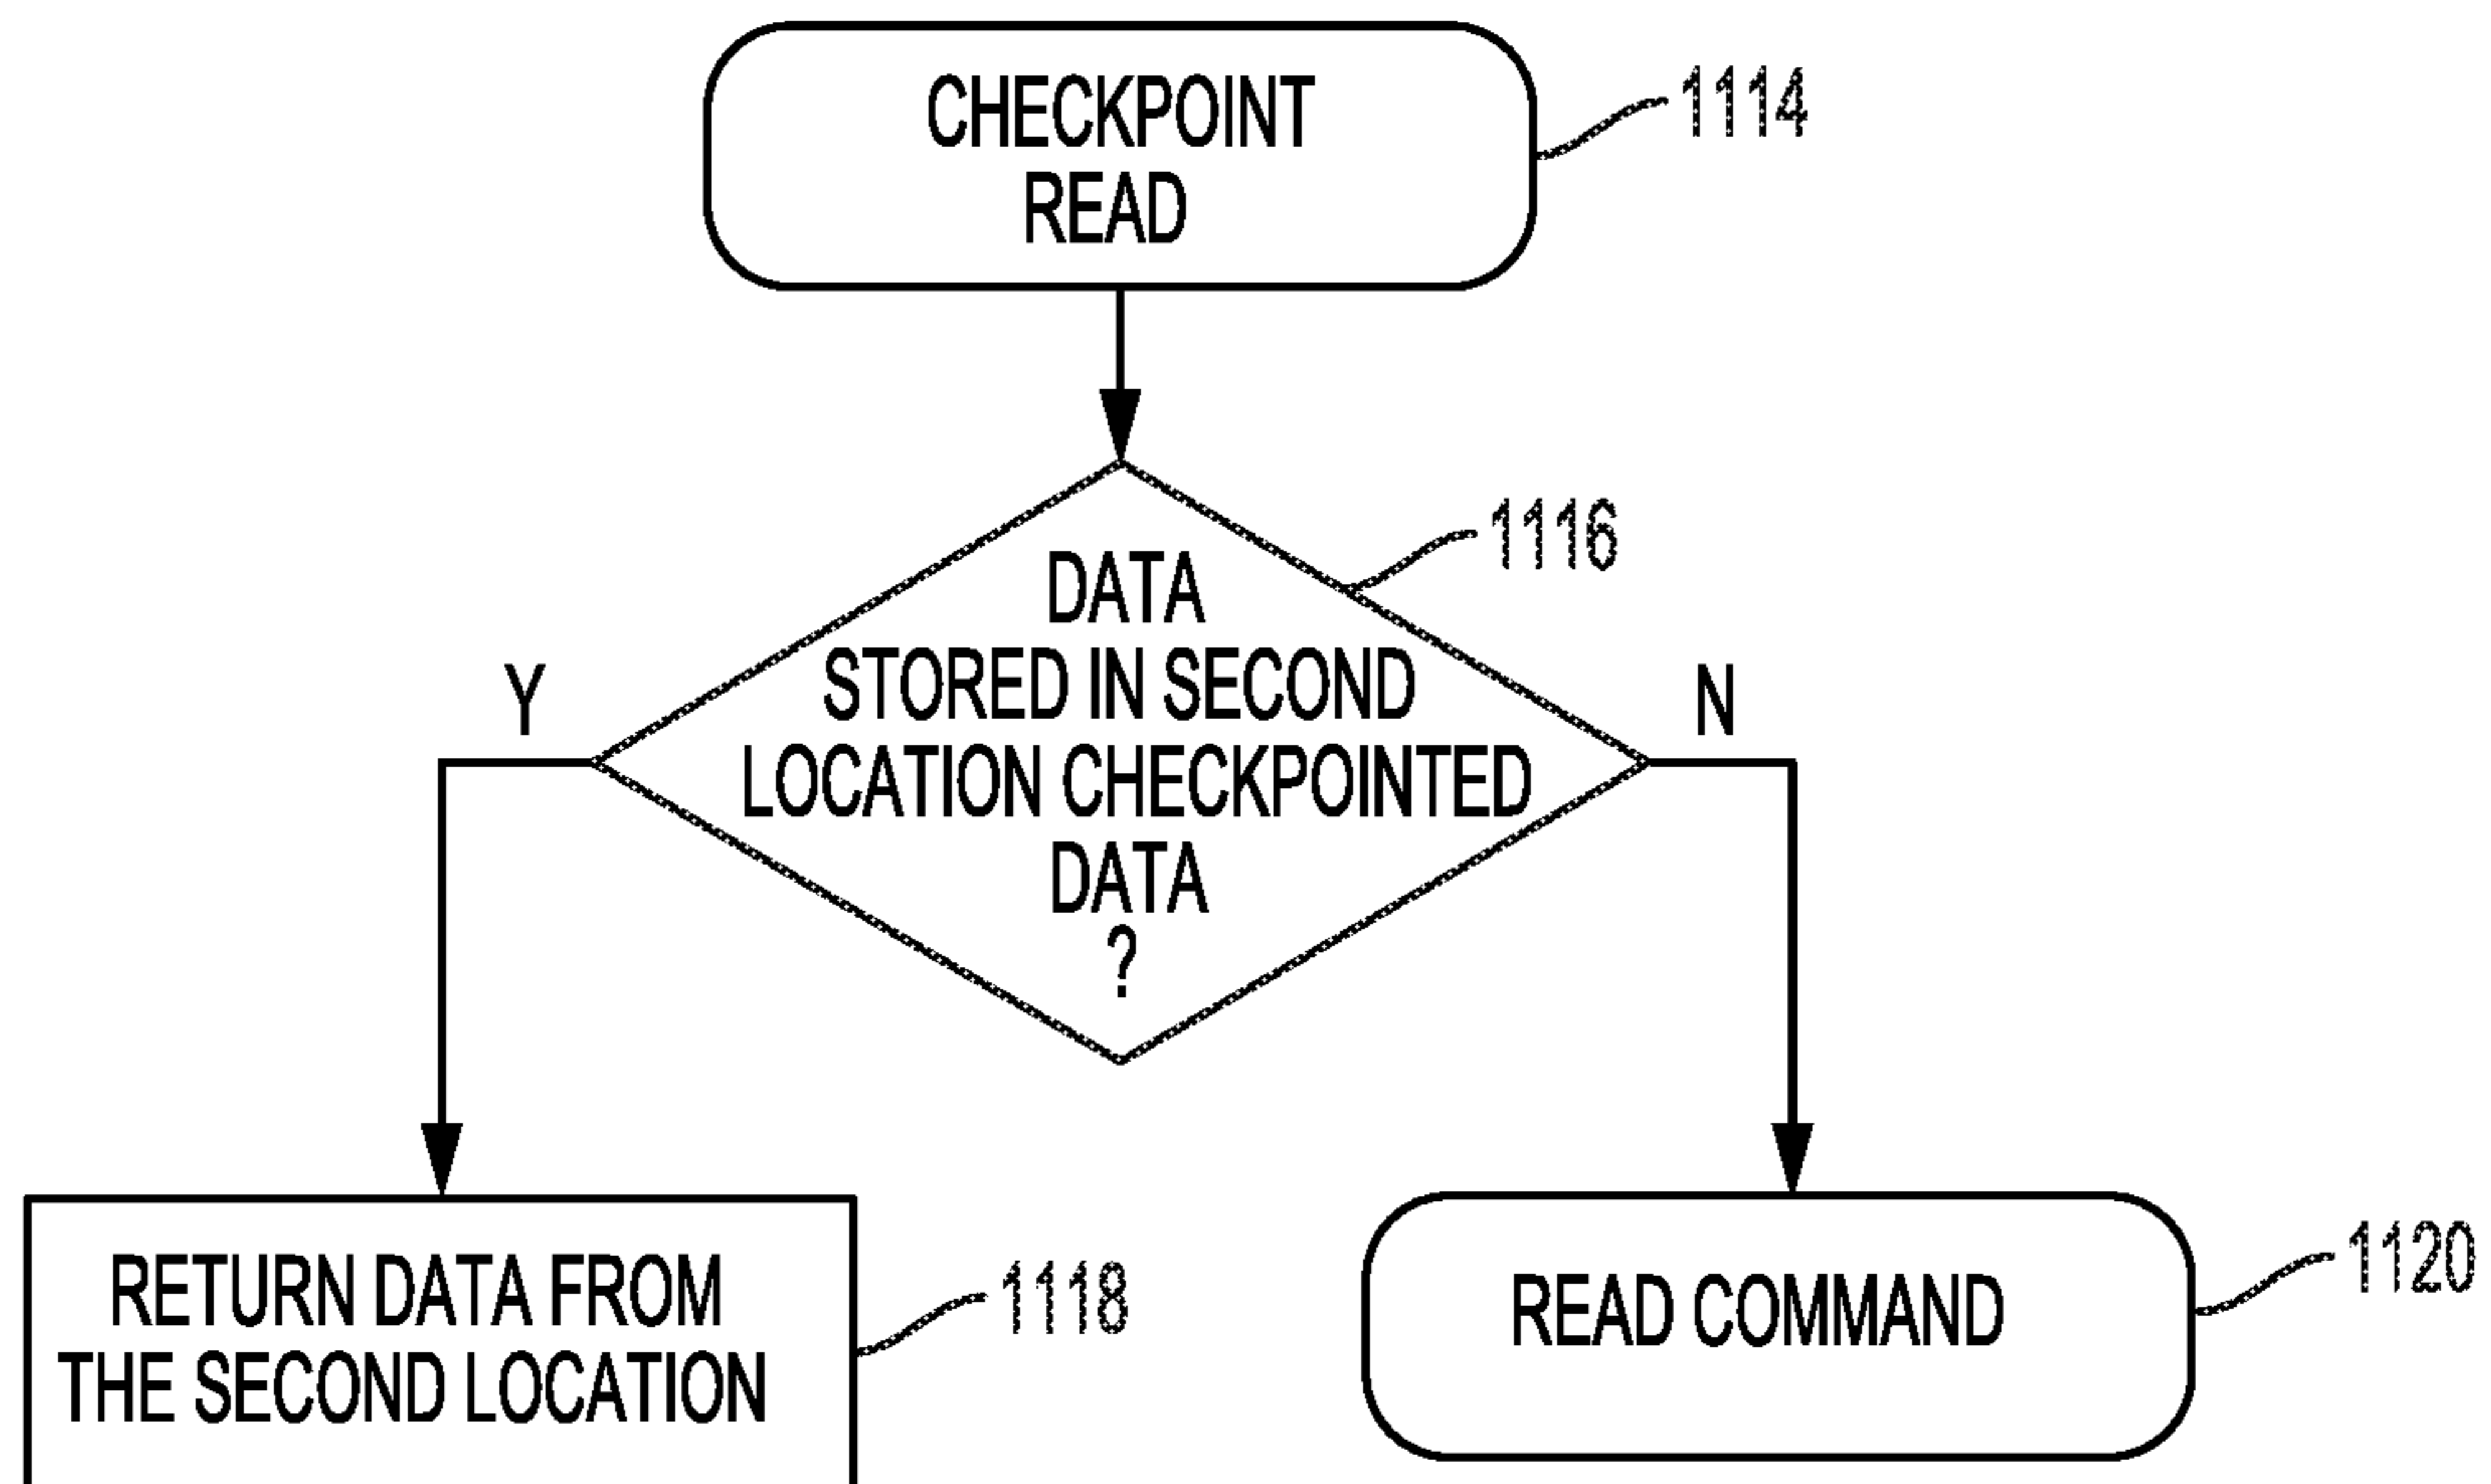 CHECKPOINT
READ
1114
DATA
STORED IN SECOND
LOCATION CHECKPOINTED
DATA
?
1116
Y
N
RETURN DATA FROM
THE SECOND LOCATION
1118
READ COMMAND
1120